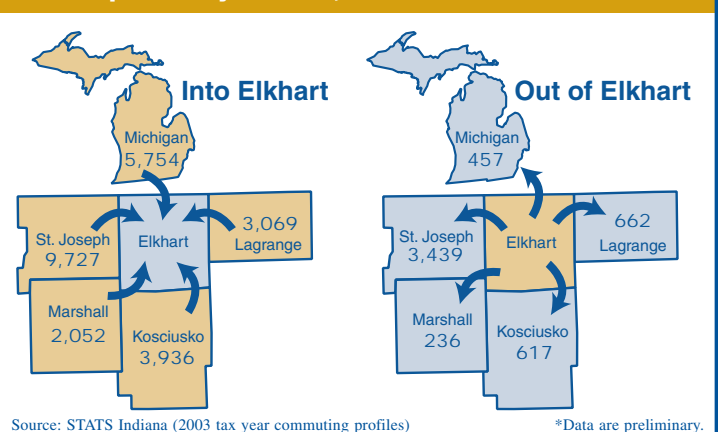 Into Elkhart
Michigan
5,754
St. Joseph
9,727
Elkhart
3,069
Lagrange
Marshall
2,052
Kosciusko
3,936
Out of Elkhart
Michigan
457
St. Joseph
3,439
Elkhart
662
Lagrange
Marshall
236
Kosciusko
617
Source: STATS Indiana (2003 tax year commuting profiles)
*Data are preliminary.